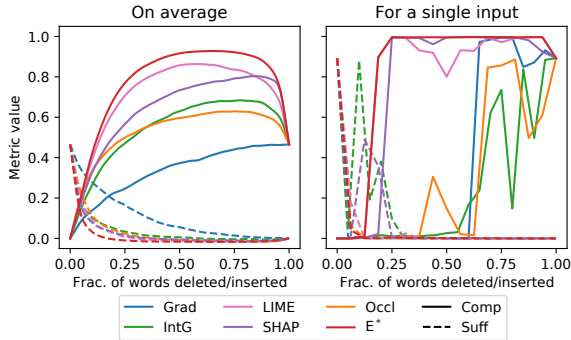 On average
For a single input
Metric value
1.0
0.8
0.6
0.4
0.2
0.0
0.00 0.25 0.50 0.75 1.00
0.00 0.25 0.50 0.75 1.00
Frac. of words deleted/inserted
Frac. of words deleted/inserted
Grad LIME Occl Comp
IntG SHAP E* Suff